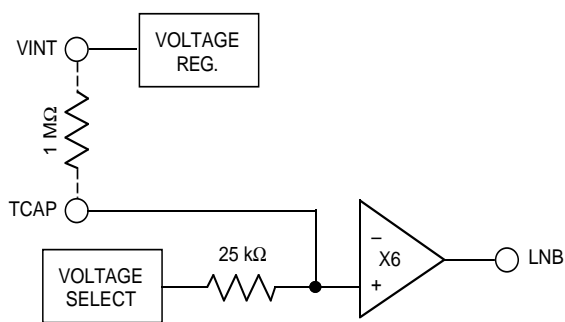 VINT
VOLTAGE
REG.
1 MΩ
TCAP
25 kΩ
VOLTAGE
SELECT
–
X6
+
LNB